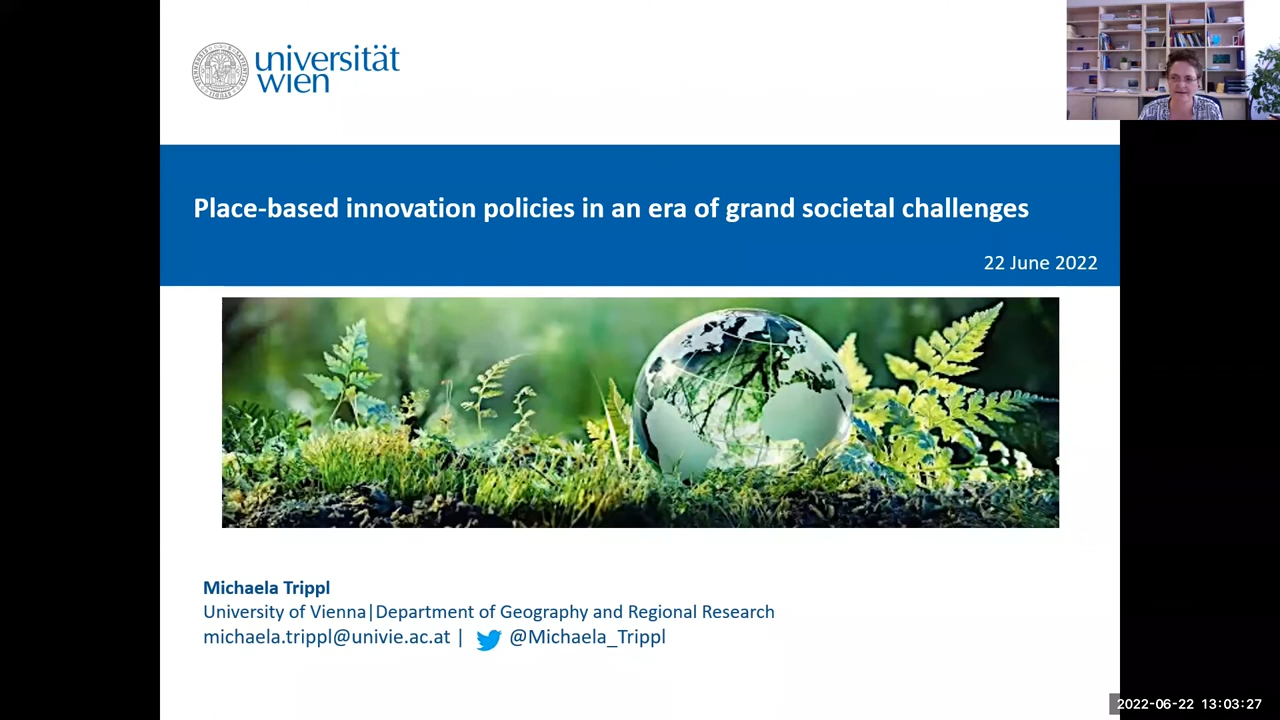 universität
wien
Place-based innovation policies in an era of grand societal challenges
22 June 2022
Michaela Trippl
University of Vienna|Department of Geography and Regional Research
michaela.trippl@univie.ac.at | @Michaela_Trippl
2022-06-22 13:03:27